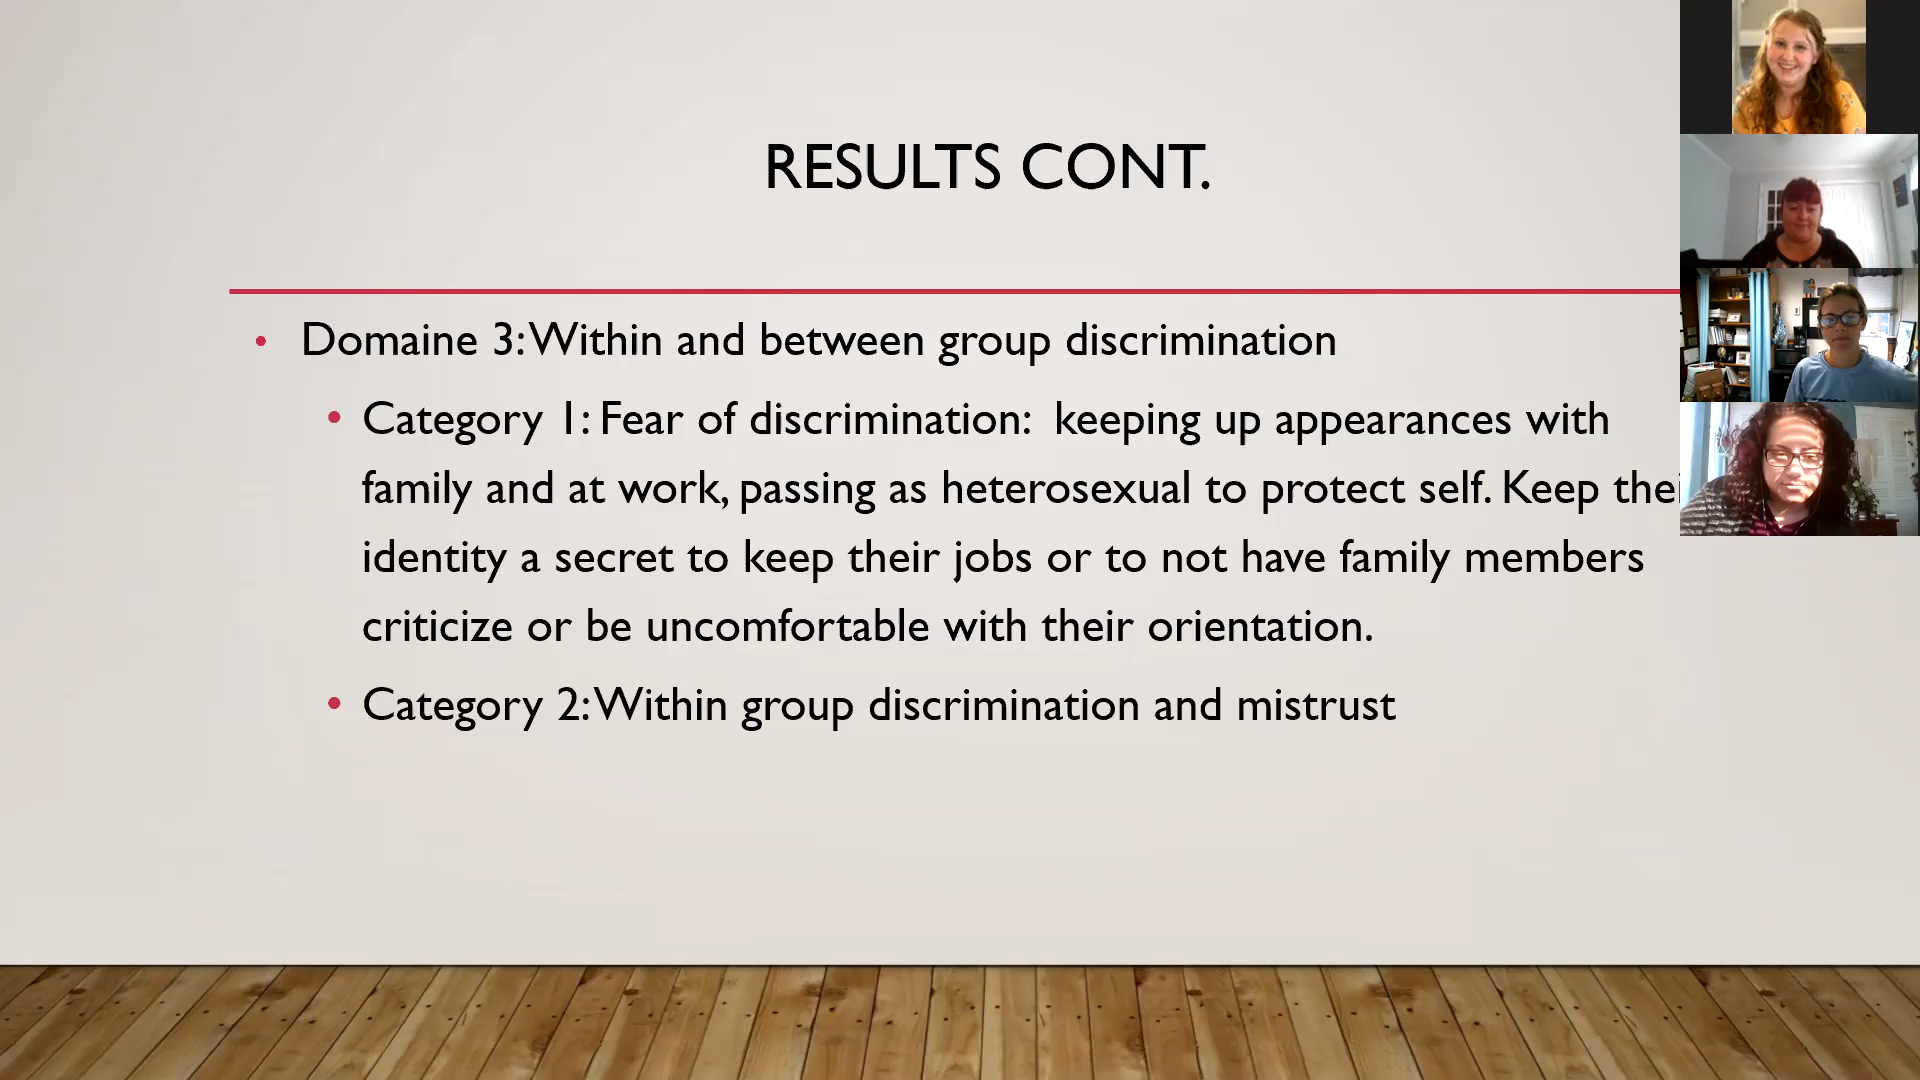 RESULTS CONT.
• Domaine 3: Within and between group discrimination
• Category 1: Fear of discrimination:  keeping up appearances with
family and at work, passing as heterosexual to protect self. Keep thei
identity a secret to keep their jobs or to not have family members
criticize or be uncomfortable with their orientation.
• Category 2: Within group discrimination and mistrust